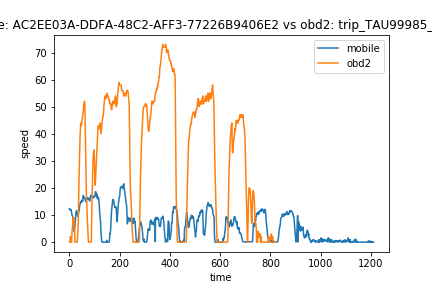 e: AC2EE03A-DDFA-48C2-AFF3-77226B9406E2 vs obd2: trip_TAU99985_
mobile
obd2
speed
70
60
50
40
30
20
10
0
0 200 400 600 800 1000 1200
time